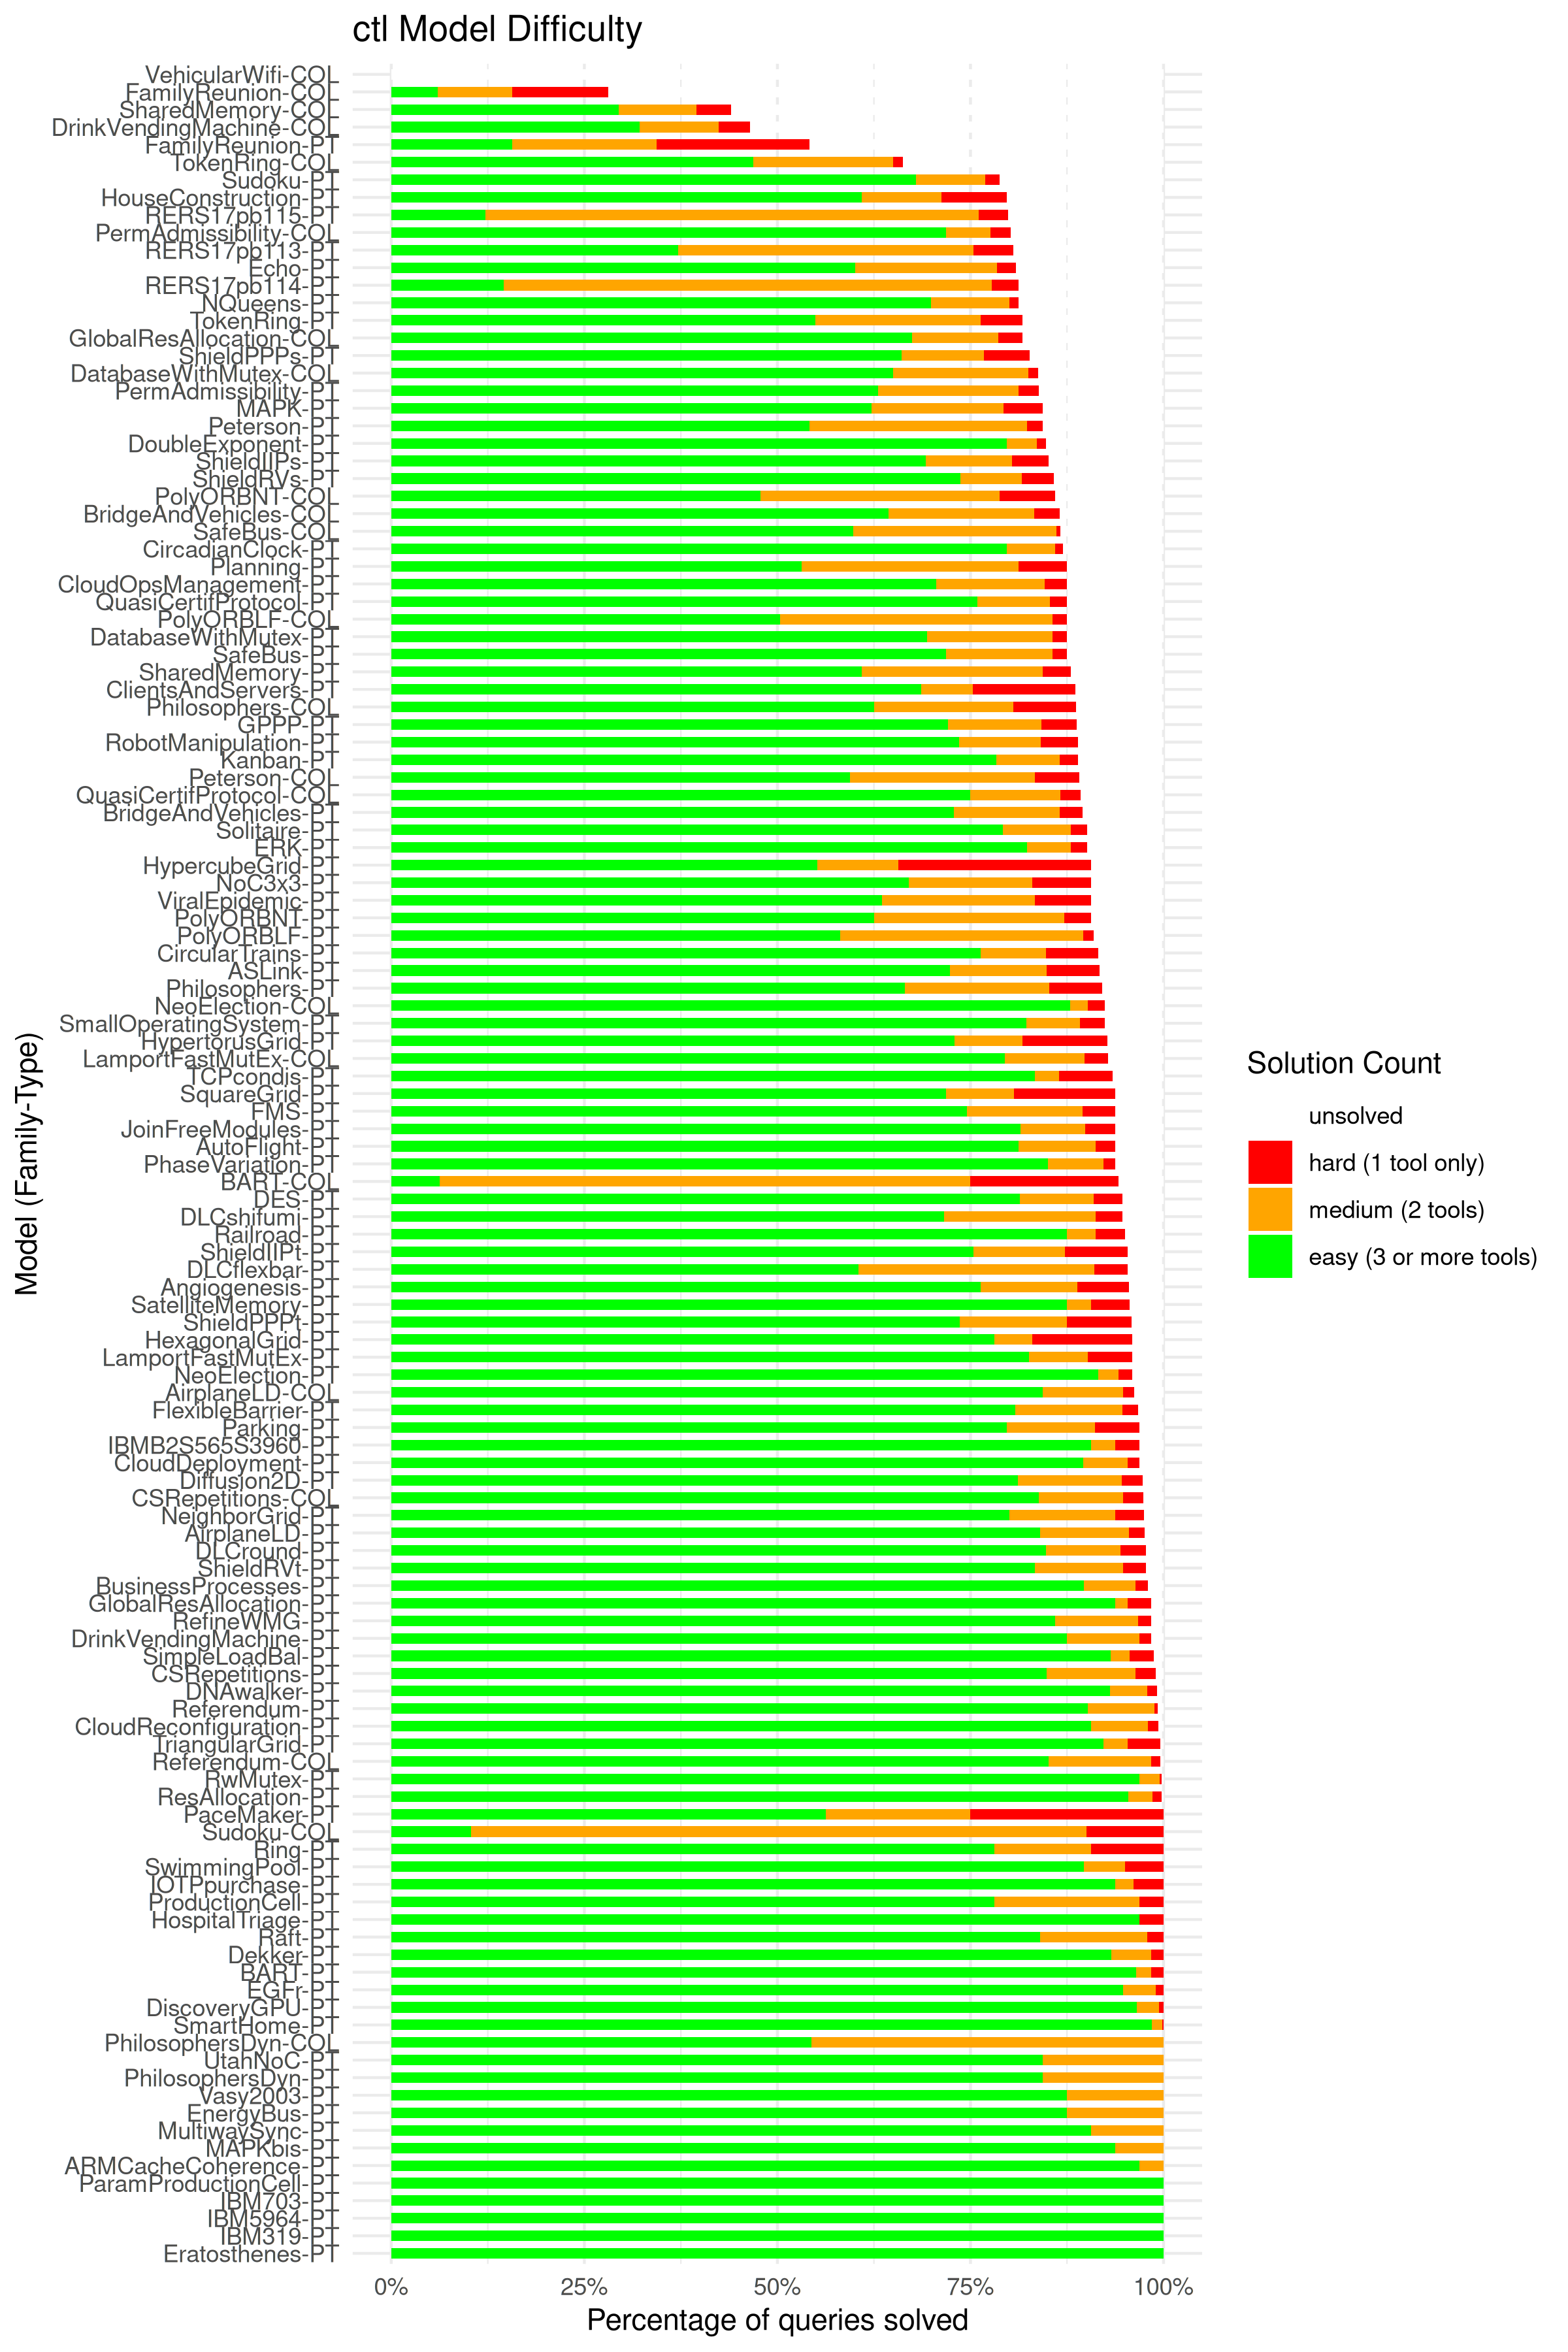 ctl Model Difficulty
VehicularWifi-COL
FamilyReunion-COL
SharedMemory-COL
DrinkVendingMachine-COL
FamilyReunion-PT
TokenRing-COL
Sudoku-PT
HouseConstruction-PT
RERS17pb115-PT
PermAdmissibility-COL
RERS17pb113-PT
Echo-PT
RERS17pb114-PT
NQueens-PT
TokenRing-PT
GlobalResAllocation-COL
ShieldPPPs-PT
DatabaseWithMutex-COL
PermAdmissibility-PT
MAPK-PT
Peterson-PT
DoubleExponent-PT
ShieldIIPs-PT
ShieldRVs-PT
PolyORBNT-COL
BridgeAndVehicles-COL
SafeBus-COL
CircadianClock-PT
Planning-PT
CloudOpsManagement-PT
QuasiCertifProtocol-PT
PolyORBLF-COL
DatabaseWithMutex-PT
SafeBus-PT
SharedMemory-PT
ClientsAndServers-PT
Philosophers-COL
GPPP-PT
RobotManipulation-PT
Kanban-PT
Peterson-COL
QuasiCertifProtocol-COL
BridgeAndVehicles-PT
Solitaire-PT
ERK-PT
HypercubeGrid-PT
NoC3x3-PT
ViralEpidemic-PT
PolyORBNT-PT
PolyORBLF-PT
CircularTrains-PT
ASLink-PT
Philosophers-PT
NeoElection-COL
SmallOperatingSystem-PT
HypertorusGrid-PT
LamportFastMutEx-COL
TCPcondis-PT
SquareGrid-PT
FMS-PT
JoinFreeModules-PT
AutoFlight-PT
PhaseVariation-PT
BART-COL
DES-PT
DLCshifumi-PT
Railroad-PT
ShieldIIPt-PT
DLCflexbar-PT
Angiogenesis-PT
SatelliteMemory-PT
ShieldPPPt-PT
HexagonalGrid-PT
LamportFastMutEx-PT
NeoElection-PT
AirplaneLD-COL
FlexibleBarrier-PT
Parking-PT
IBMB2S565S3960-PT
CloudDeployment-PT
Diffusion2D-PT
CSRepetitions-COL
NeighborGrid-PT
AirplaneLD-PT
DLCround-PT
ShieldRVt-PT
BusinessProcesses-PT
GlobalResAllocation-PT
RefineWMG-PT
DrinkVendingMachine-PT
SimpleLoadBal-PT
CSRepetitions-PT
DNAwalker-PT
Referendum-PT
CloudReconfiguration-PT
TriangularGrid-PT
Referendum-COL
RwMutex-PT
ResAllocation-PT
PaceMaker-PT
Sudoku-COL
Ring-PT
SwimmingPool-PT
IOTPpurchase-PT
ProductionCell-PT
HospitalTriage-PT
Raft-PT
Dekker-PT
BART-PT
EGFr-PT
DiscoveryGPU-PT
SmartHome-PT
PhilosophersDyn-COL
UtahNoC-PT
PhilosophersDyn-PT
Vasy2003-PT
EnergyBus-PT
MultiwaySync-PT
MAPKbis-PT
ARMCacheCoherence-PT
ParamProductionCell-PT
IBM703-PT
IBM5964-PT
IBM319-PT
Eratosthenes-PT
0% 25% 50% 75% 100%
Percentage of queries solved
Model (Family-Type)
Solution Count
unsolved
hard (1 tool only)
medium (2 tools)
easy (3 or more tools)